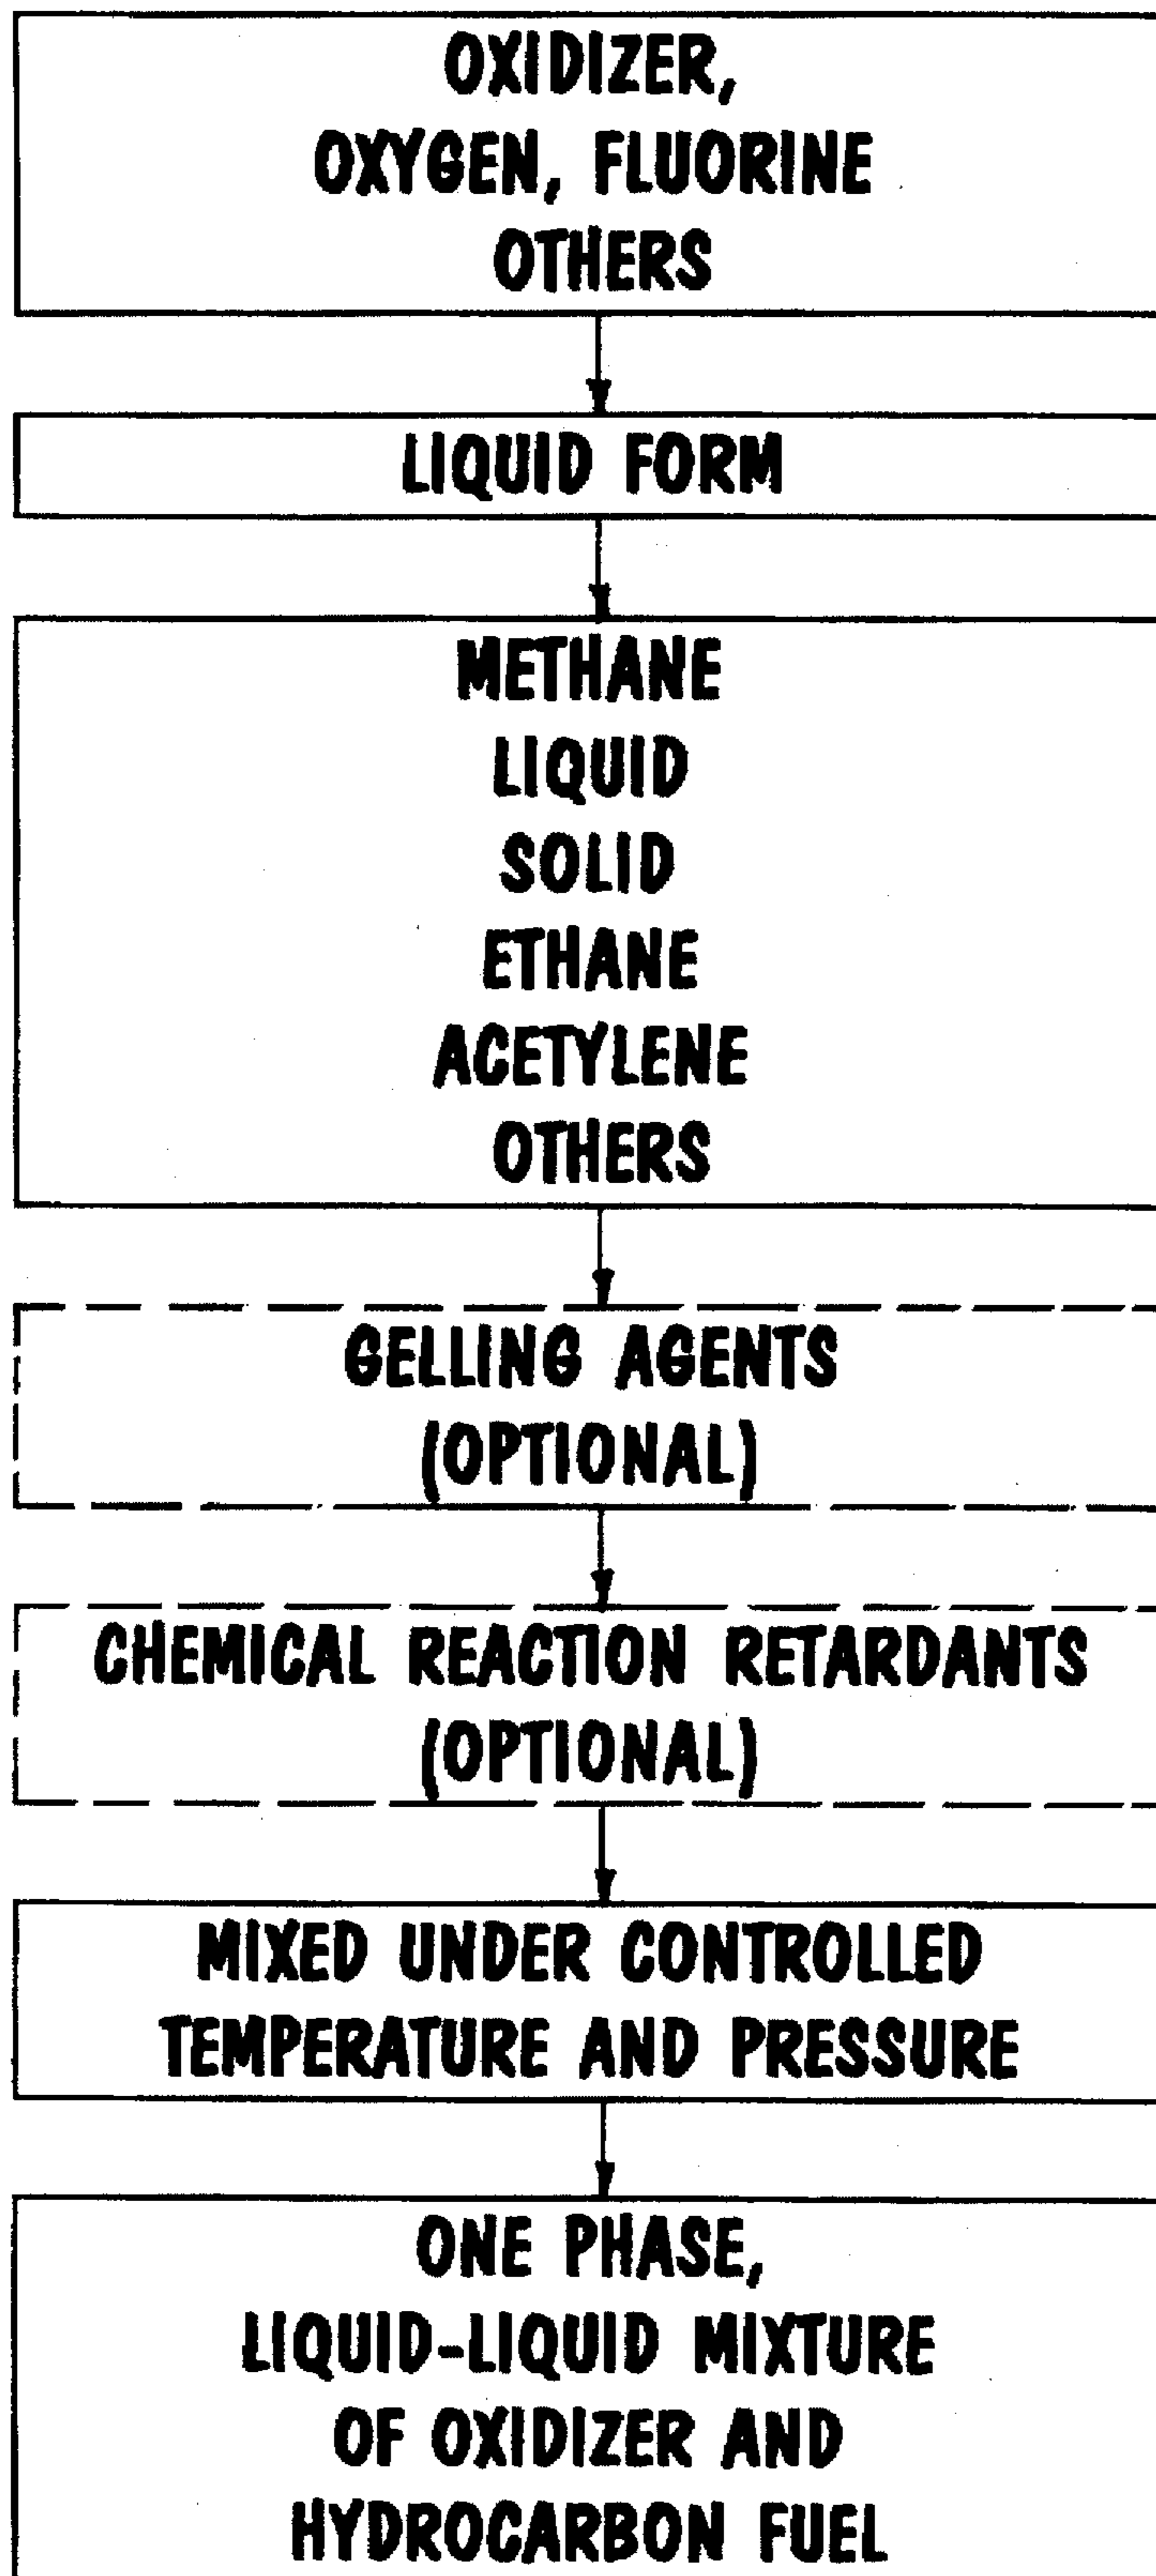 OXIDIZER,
OXYGEN, FLUORINE
OTHERS
LIQUID FORM
METHANE
LIQUID
SOLID
ETHANE
ACETYLENE
OTHERS
GELLING AGENTS
(OPTIONAL)
CHEMICAL REACTION RETARDANTS
(OPTIONAL)
MIXED UNDER CONTROLLED
TEMPERATURE AND PRESSURE
ONE PHASE,
LIQUID-LIQUID MIXTURE
OF OXIDIZER AND
HYDROCARBON FUEL